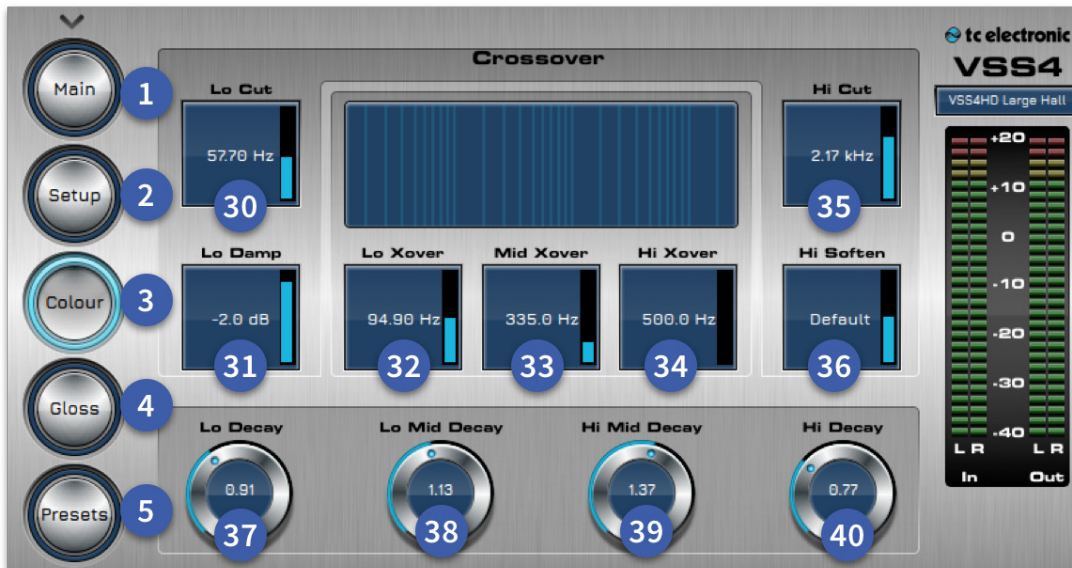 Main
1
Setup
2
Colour
3
Gloss
4
Presets
5
Crossover
Lo Cut
57.70 Hz
30
Hi Cut
2.17 kHz
35
Lo Damp
-2.0 dB
31
Lo Xover
94.90 Hz
32
Mid Xover
335.0 Hz
33
Hi Xover
500.0 Hz
34
Hi Soften
Default
36
Lo Decay
0.91
37
Lo Mid Decay
1.13
38
Hi Mid Decay
1.37
39
Hi Decay
0.77
40
tc electronic
VSS4
VSS4HD Large Hall
+20
+10
0
-10
-20
-30
-40
L R L R
In Out